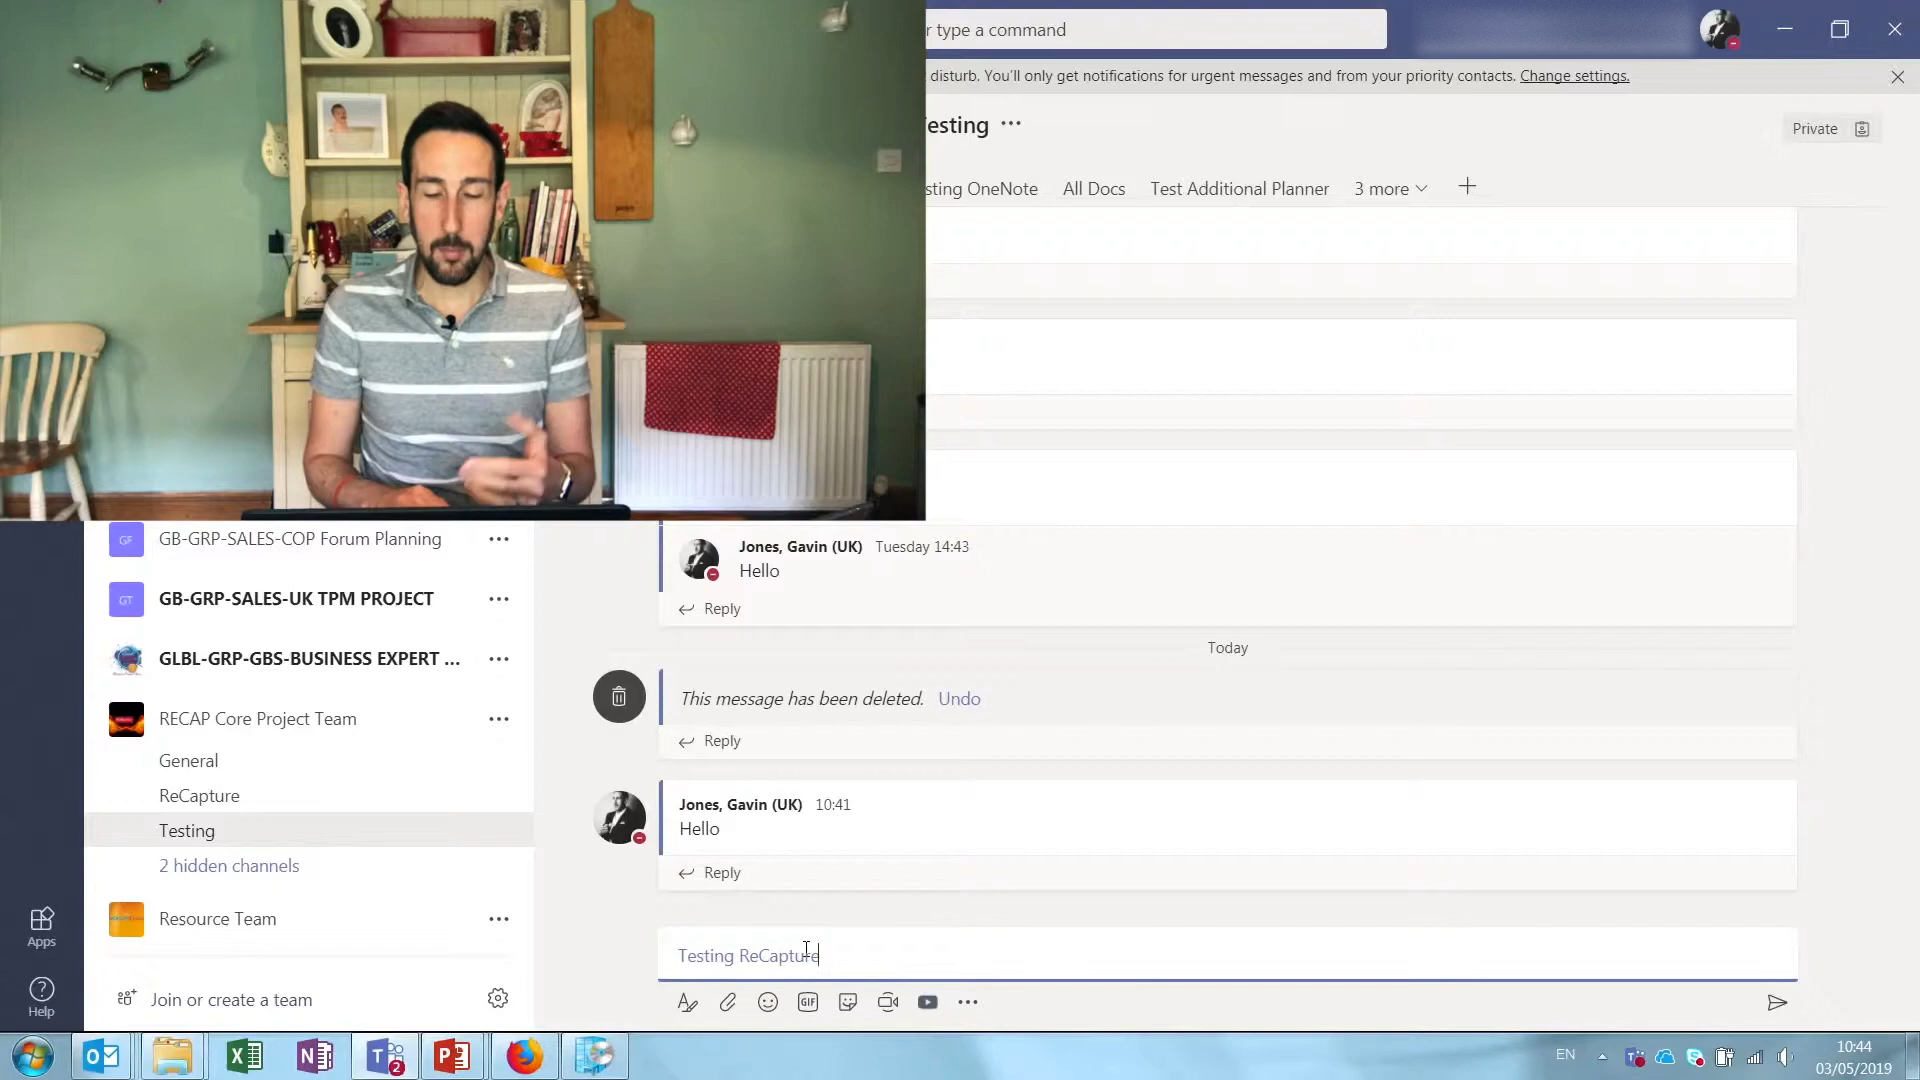 r type a command
disturb. You'll only get notifications for urgent messages and from your priority contacts. Change settings.
esting ...
Private
sting OneNote All Docs Test Additional Planner 3 more
Jones, Gavin (UK) Tuesday 14:43
Hello
Reply
Today
This message has been deleted. Undo
Reply
Jones, Gavin (UK) 10:41
Hello
Reply
Testing ReCapture
GIF
GF GB-GRP-SALES-COP Forum Planning ...
GT GB-GRP-SALES-UK TPM PROJECT ...
GLBL-GRP-GBS-BUSINESS EXPERT ... ...
RECAP Core Project Team ...
General
ReCapture
Testing
2 hidden channels
Resource Team ...
Join or create a team
Apps
Help
EN
10:44
03/05/2019